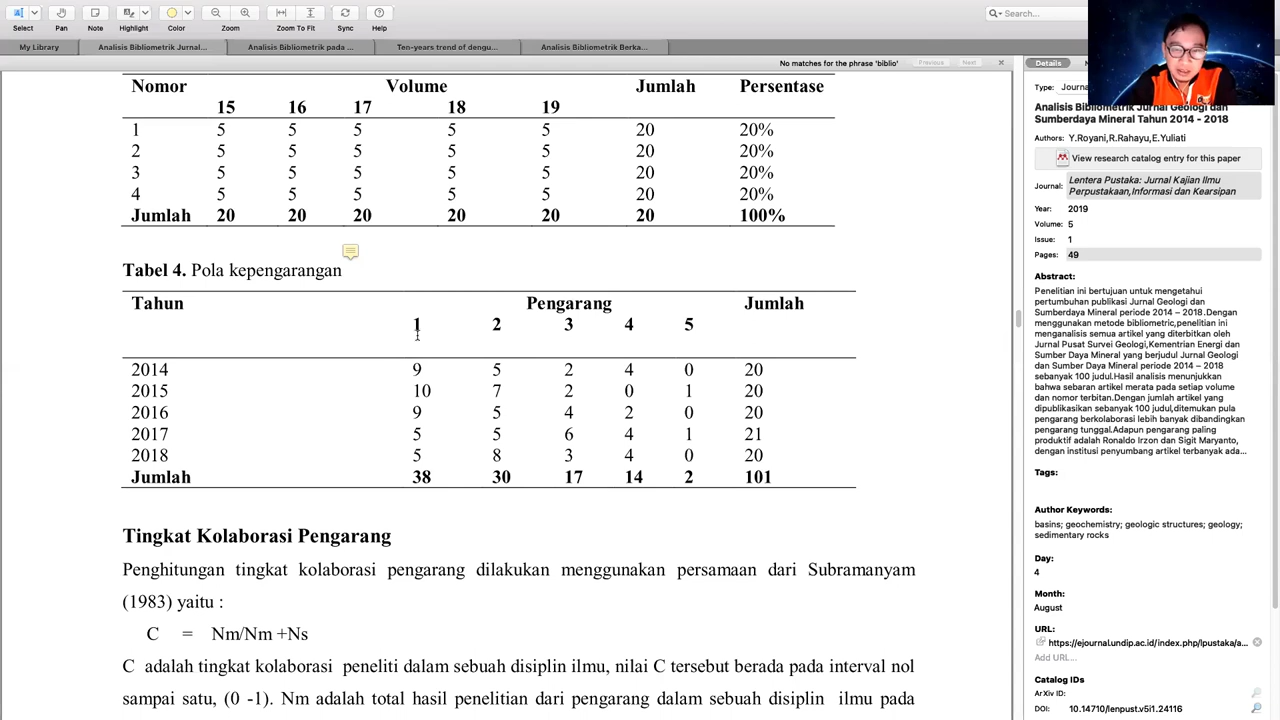 Select Pan Note Highlight Color Zoom Zoom To Fit Sync Help
Search...
My Library Analisis Bibliometrik Jurnal... Analisis Bibliometrik pada ... Ten-years trend of dengu... Analisis Bibliometrik Berka...
No matches for the phrase 'biblio' Previous Next
Nomor Volume Jumlah Persentase
15 16 17 18 19
1 5 5 5 5 5 20 20%
2 5 5 5 5 5 20 20%
3 5 5 5 5 5 20 20%
4 5 5 5 5 5 20 20%
Jumlah 20 20 20 20 20 20 100%
Tabel 4. Pola kepengarangan
Tahun Pengarang Jumlah
1 2 3 4 5
2014 9 5 2 4 0 20
2015 10 7 2 0 1 20
2016 9 5 4 2 0 20
2017 5 5 6 4 1 21
2018 5 8 3 4 0 20
Jumlah 38 30 17 14 2 101
Tingkat Kolaborasi Pengarang
Penghitungan tingkat kolaborasi pengarang dilakukan menggunakan persamaan dari Subramanyam
(1983) yaitu :
C = Nm/Nm +Ns
C adalah tingkat kolaborasi peneliti dalam sebuah disiplin ilmu, nilai C tersebut berada pada interval nol
sampai satu, (0 -1). Nm adalah total hasil penelitian dari pengarang dalam sebuah disiplin ilmu pada
Details
Type: Journa
Analisis Bibliometrik Jurnal Geologi dan
Sumberdaya Mineral Tahun 2014 - 2018
Authors: Y.Royani,R.Rahayu,E.Yuliati
View research catalog entry for this paper
Journal: Lentera Pustaka: Jurnal Kajian Ilmu
Perpustakaan,Informasi dan Kearsipan
Year: 2019
Volume: 5
Issue: 1
Pages: 49
Abstract:
Penelitian ini bertujuan untuk mengetahui
pertumbuhan publikasi Jurnal Geologi dan
Sumberdaya Mineral periode 2014 – 2018.Dengan
menggunakan metode bibliometric,penelitian ini
menganalisis semua artikel yang diterbitkan oleh
Jurnal Pusat Survei Geologi,Kementrian Energi dan
Sumber Daya Mineral yang berjudul Jurnal Geologi
dan Sumber Daya Mineral periode 2014 – 2018
sebanyak 100 judul.Hasil analisis menunjukkan
bahwa sebaran artikel merata pada setiap volume
dan nomor terbitan.Dengan jumlah artikel yang
dipublikasikan sebanyak 100 judul,ditemukan pula
pengarang berkolaborasi lebih banyak dibandingkan
pengarang tunggal.Adapun pengarang paling
produktif adalah Ronaldo Irzon dan Sigit Maryanto,
dengan institusi penyumbang artikel terbanyak ada...
Tags:
Author Keywords:
basins; geochemistry; geologic structures; geology;
sedimentary rocks
Day:
4
Month:
August
URL:
https://ejournal.undip.ac.id/index.php/lpustaka/a...
Add URL...
Catalog IDs
ArXiv ID:
DOI: 10.14710/lenpust.v5i1.24116